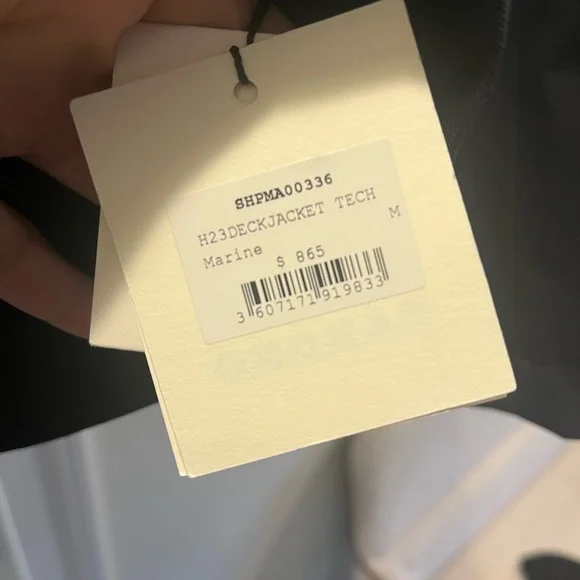 SHPMA00336
H23DECKJACKET TECH
Marine M
$ 865
3 607171 919833